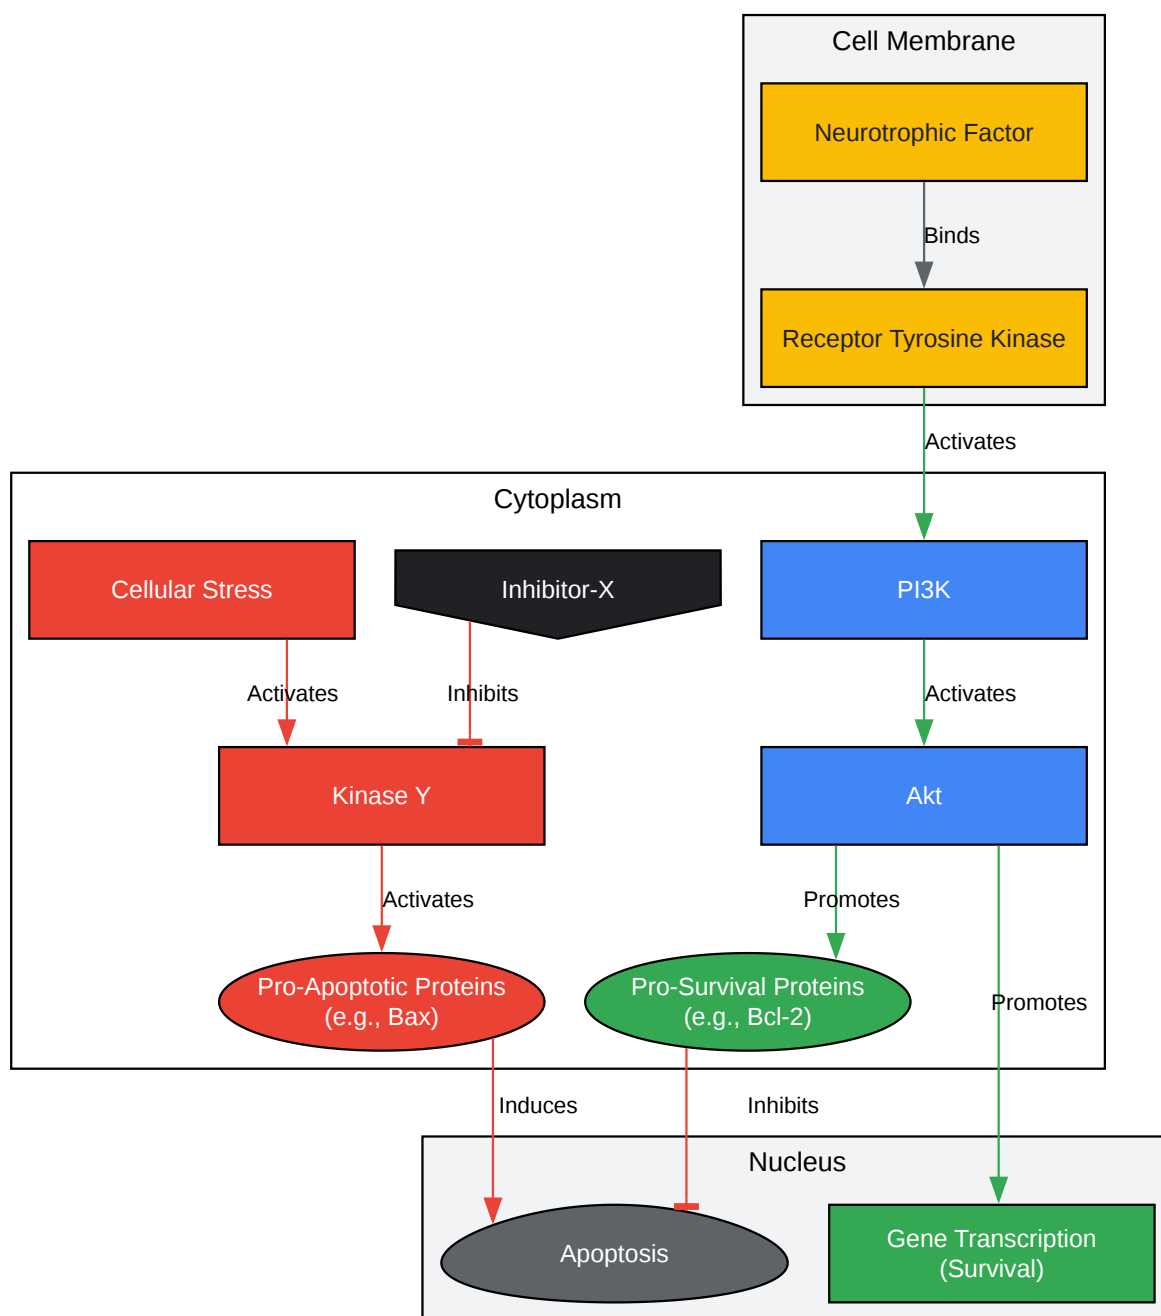 Cell Membrane
Neurotrophic Factor
Binds
Receptor Tyrosine Kinase
Activates
Cytoplasm
Cellular Stress
Inhibitor-X
PI3K
Activates
Inhibits
Activates
Kinase Y
Akt
Activates
Promotes
Pro-Apoptotic Proteins
(e.g., Bax)
Pro-Survival Proteins
(e.g., Bcl-2)
Promotes
Induces
Inhibits
Nucleus
Apoptosis
Gene Transcription
(Survival)